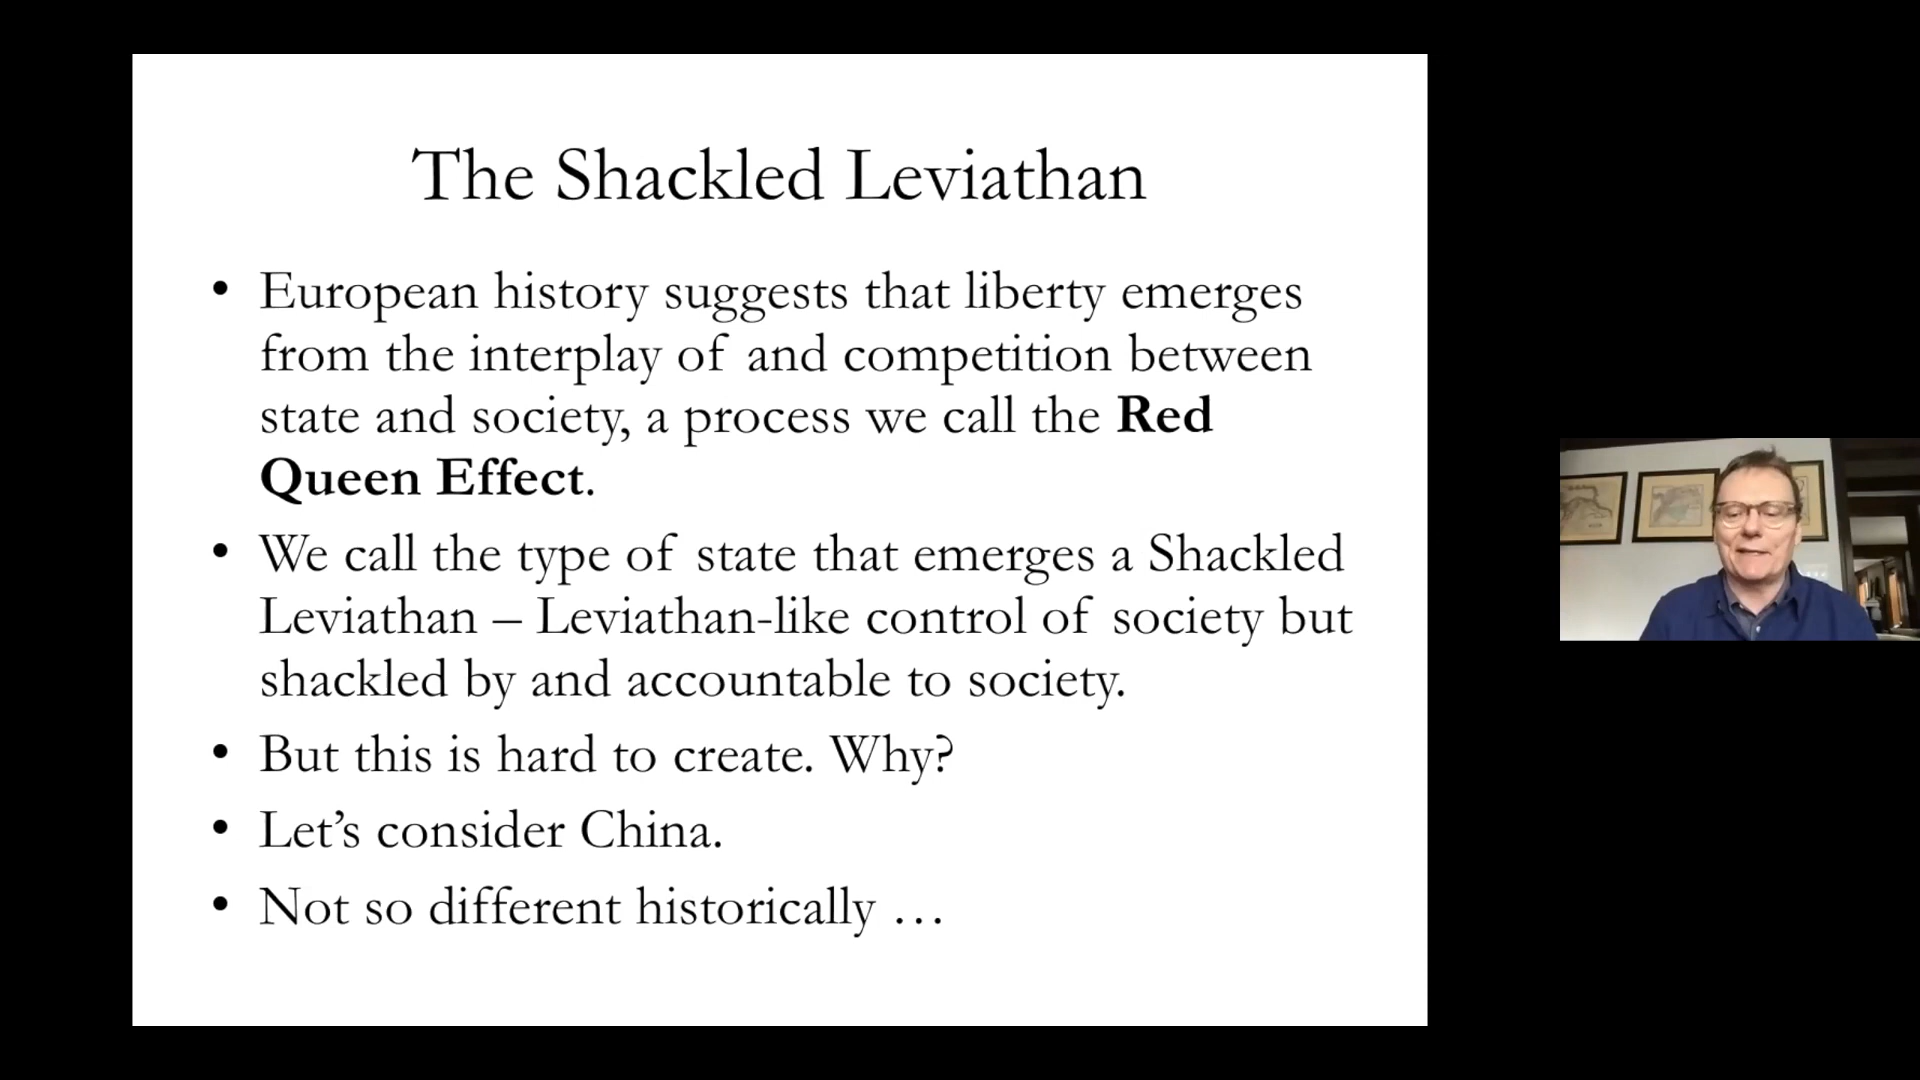 The Shackled Leviathan
• European history suggests that liberty emerges
from the interplay of and competition between
state and society, a process we call the Red
Queen Effect.
• We call the type of state that emerges a Shackled
Leviathan – Leviathan-like control of society but
shackled by and accountable to society.
• But this is hard to create. Why?
• Let’s consider China.
• Not so different historically …